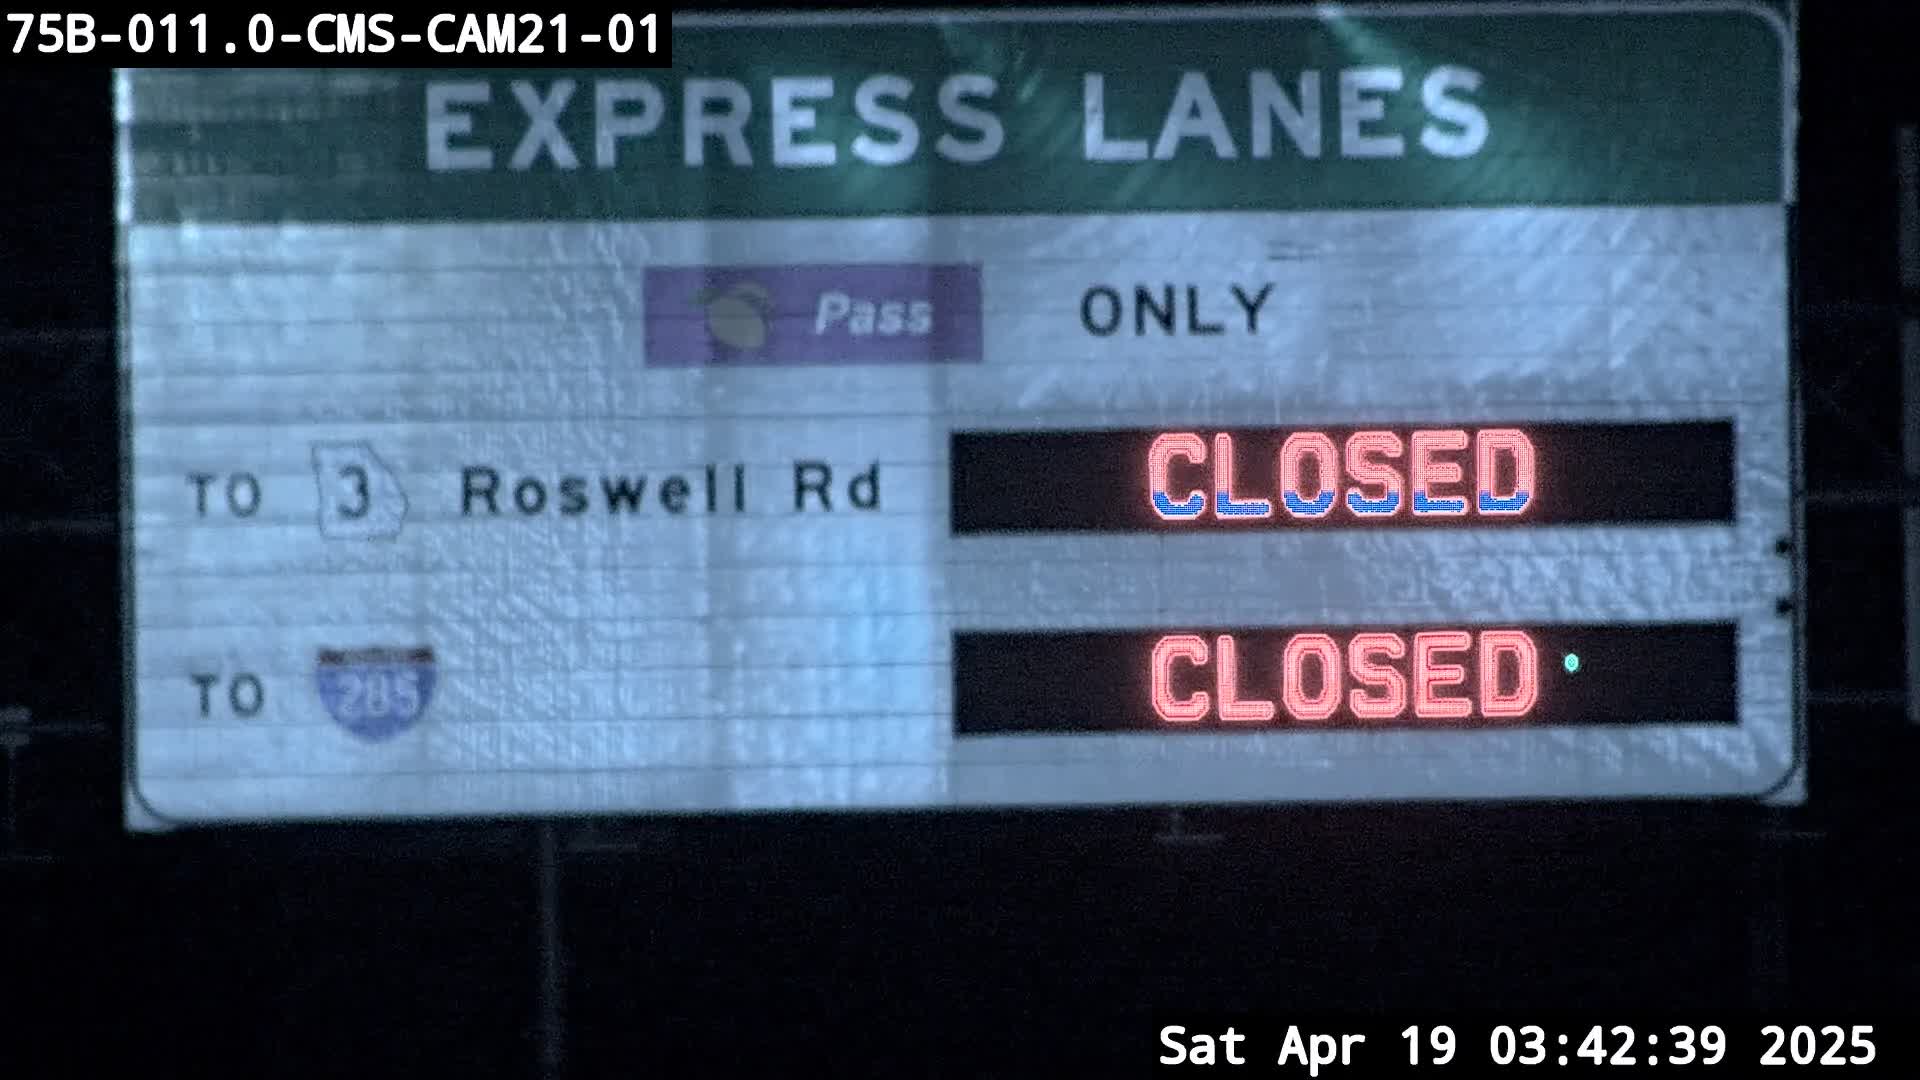 75B-011.0-CMS-CAM21-01
EXPRESS LANES
Pass ONLY
TO 3 Roswell Rd CLOSED
TO 285 CLOSED
Sat Apr 19 03:42:39 2025